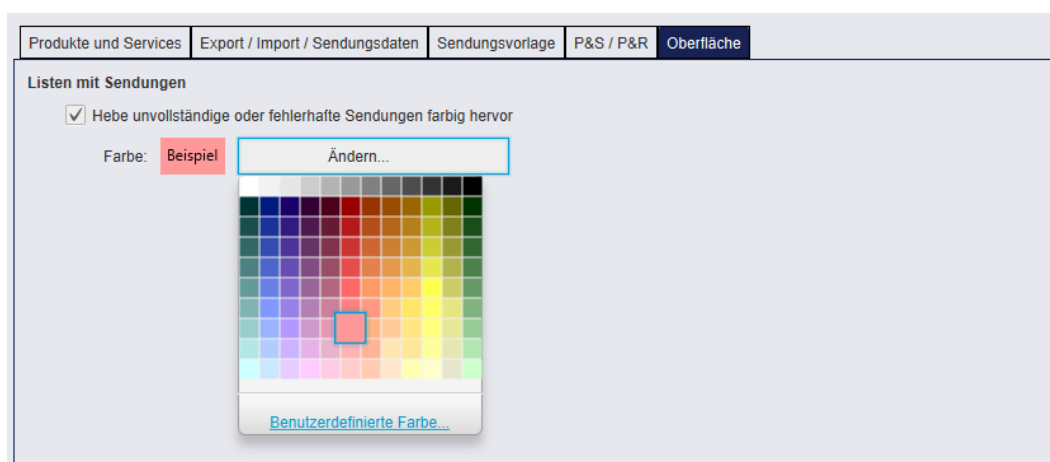 Produkte und Services Export / Import / Sendungsdaten Sendungsvorlage P&S / P&R Oberfläche
Listen mit Sendungen
Hebe unvollständige oder fehlerhafte Sendungen farbig hervor
Farbe: Beispiel Ändern...
Benutzerdefinierte Farbe...